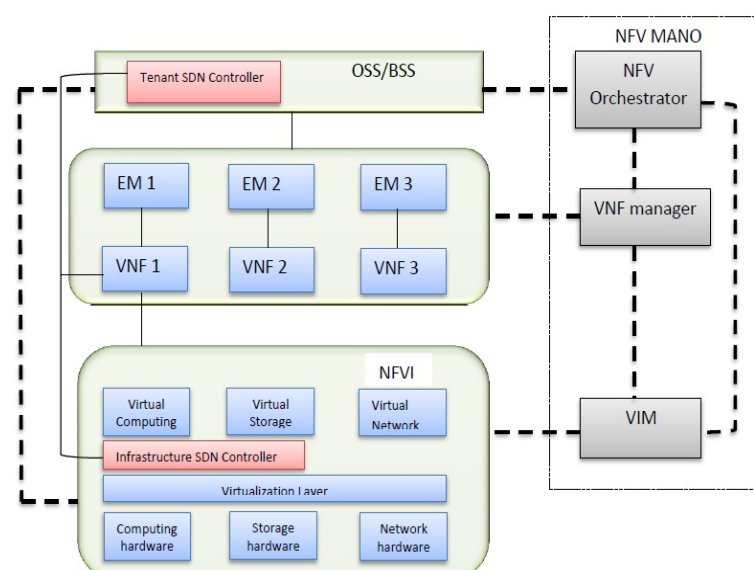 NFV MANO
Tenant SDN Controller
OSS/BSS
NFV
Orchestrator
EM 1
EM 2
EM 3
VNF manager
VNF 1
VNF 2
VNF 3
NFVI
Virtual
Computing
Virtual
Storage
Virtual
Network
VIM
Infrastructure SDN Controller
Virtualization Layer
Computing
hardware
Storage
hardware
Network
hardware